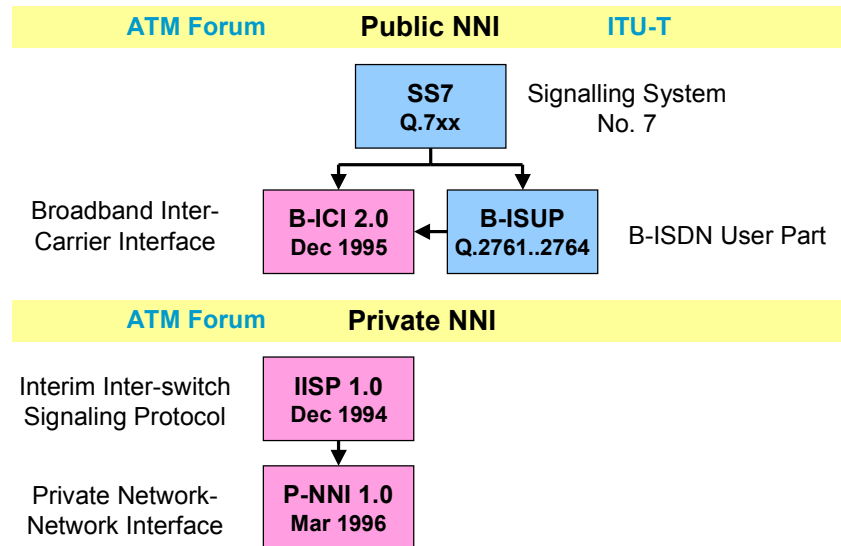 ATM Forum Public NNI ITU-T
SS7
Q.7xx
Signalling System
No. 7
Broadband Inter-
Carrier Interface
B-ICI 2.0
Dec 1995
B-ISUP
Q.2761..2764
B-ISDN User Part
ATM Forum Private NNI
Interim Inter-switch
Signaling Protocol
IISP 1.0
Dec 1994
Private Network-
Network Interface
P-NNI 1.0
Mar 1996